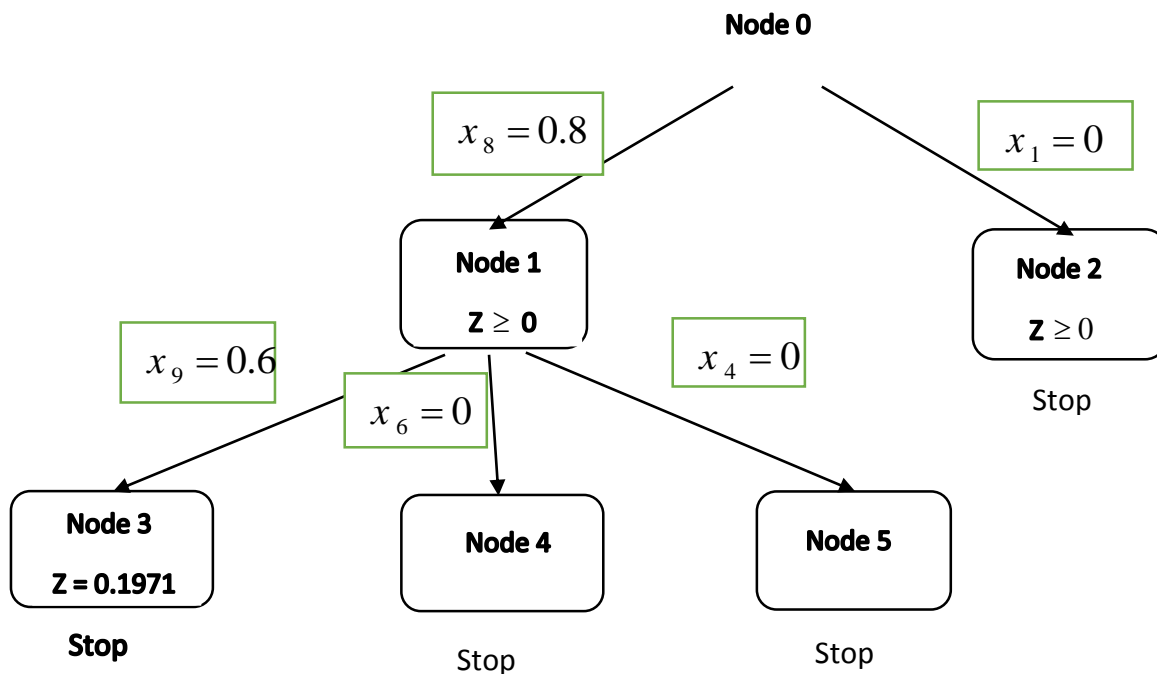 Node 0
x₈ = 0.8
x₁ = 0
Node 1
Z ≥ 0
Node 2
Z ≥ 0
Stop
x₉ = 0.6
x₆ = 0
x₄ = 0
Node 3
Z = 0.1971
Stop
Node 4
Stop
Node 5
Stop